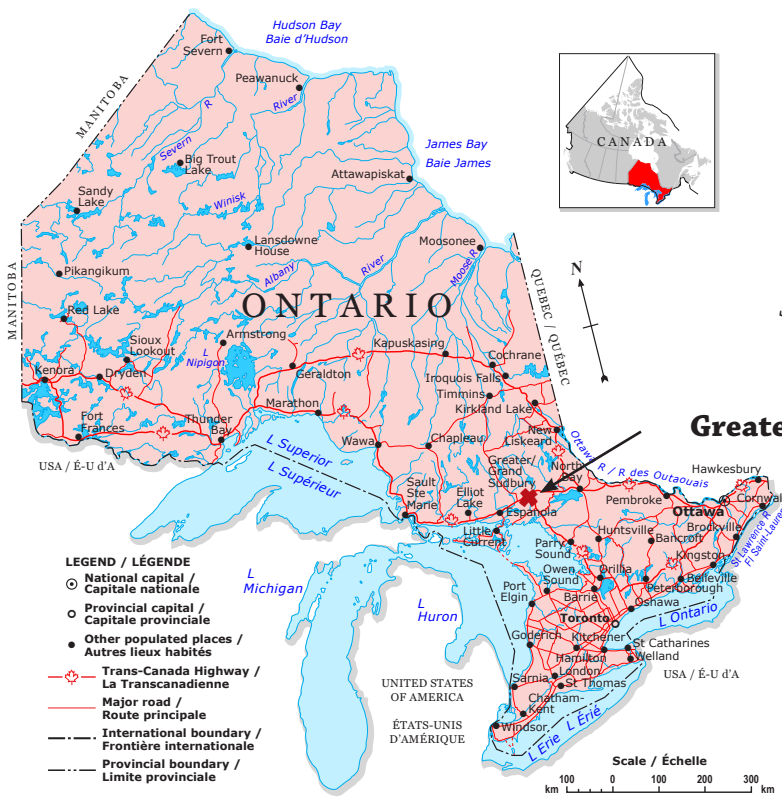 Hudson Bay
Baie d'Hudson
Fort
Severn
Peawanuck
MANITOBA
Severn
R
River
CANADA
James Bay
Baie James
Big Trout
Lake
Attawapiskat
Sandy
Lake
Winisk
Lansdowne
House
Moosonee
Pikangikum
Albany
River
Moose R
N
MANITOBA
QUEBEC / QUÉBEC
ONTARIO
Red Lake
Sioux
Lookout
Armstrong
L
Nipigon
Kapuskasing
Cochrane
Kenora
Dryden
Geraldton
Iroquois Falls
Timmins
Marathon
Kirkland Lake
Fort
Frances
Thunder
Bay
Wawa
Chapleau
New
Liskeard
Greate
USA / É-U d'A
L Superior
L Supérieur
Greater/
Grand
Sudbury
North
Bay
Ottawa R / R des Outaouais
Hawkesbury
Sault
Ste
Marie
Elliot
Lake
Espanola
Pembroke
Ottawa
Cornwal
Little
Current
Huntsville
Brockville
Bancroft
Parry
Sound
Kingston
St Lawrence R
Fl Saint-Lauren
Owen
Sound
Orillia
Belleville
Peterborough
Port
Elgin
Barrie
Oshawa
L
Michigan
L
Huron
Toronto
L Ontario
Goderich
Kitchener
St Catharines
Hamilton
Welland
USA / É-U d'A
UNITED STATES
OF AMERICA
ÉTATS-UNIS
D'AMÉRIQUE
Sarnia
London
St Thomas
Chatham-
Kent
Windsor
L Erie L Érié
LEGEND / LÉGENDE
National capital /
Capitale nationale
Provincial capital /
Capitale provinciale
Other populated places /
Autres lieux habités
Trans-Canada Highway /
La Transcanadienne
Major road /
Route principale
International boundary /
Frontière internationale
Provincial boundary /
Limite provinciale
Scale / Échelle
km 100 0 100 200 300 km